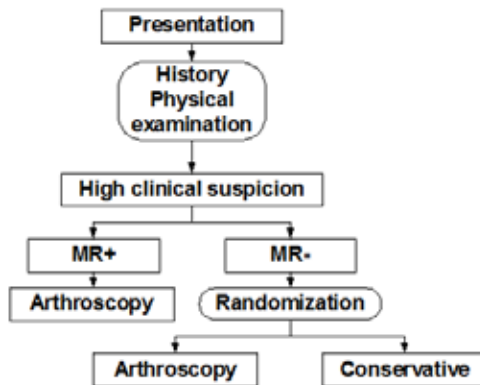 Presentation
History
Physical
examination
High clinical suspicion
MR+
MR-
Arthroscopy
Randomization
Arthroscopy
Conservative